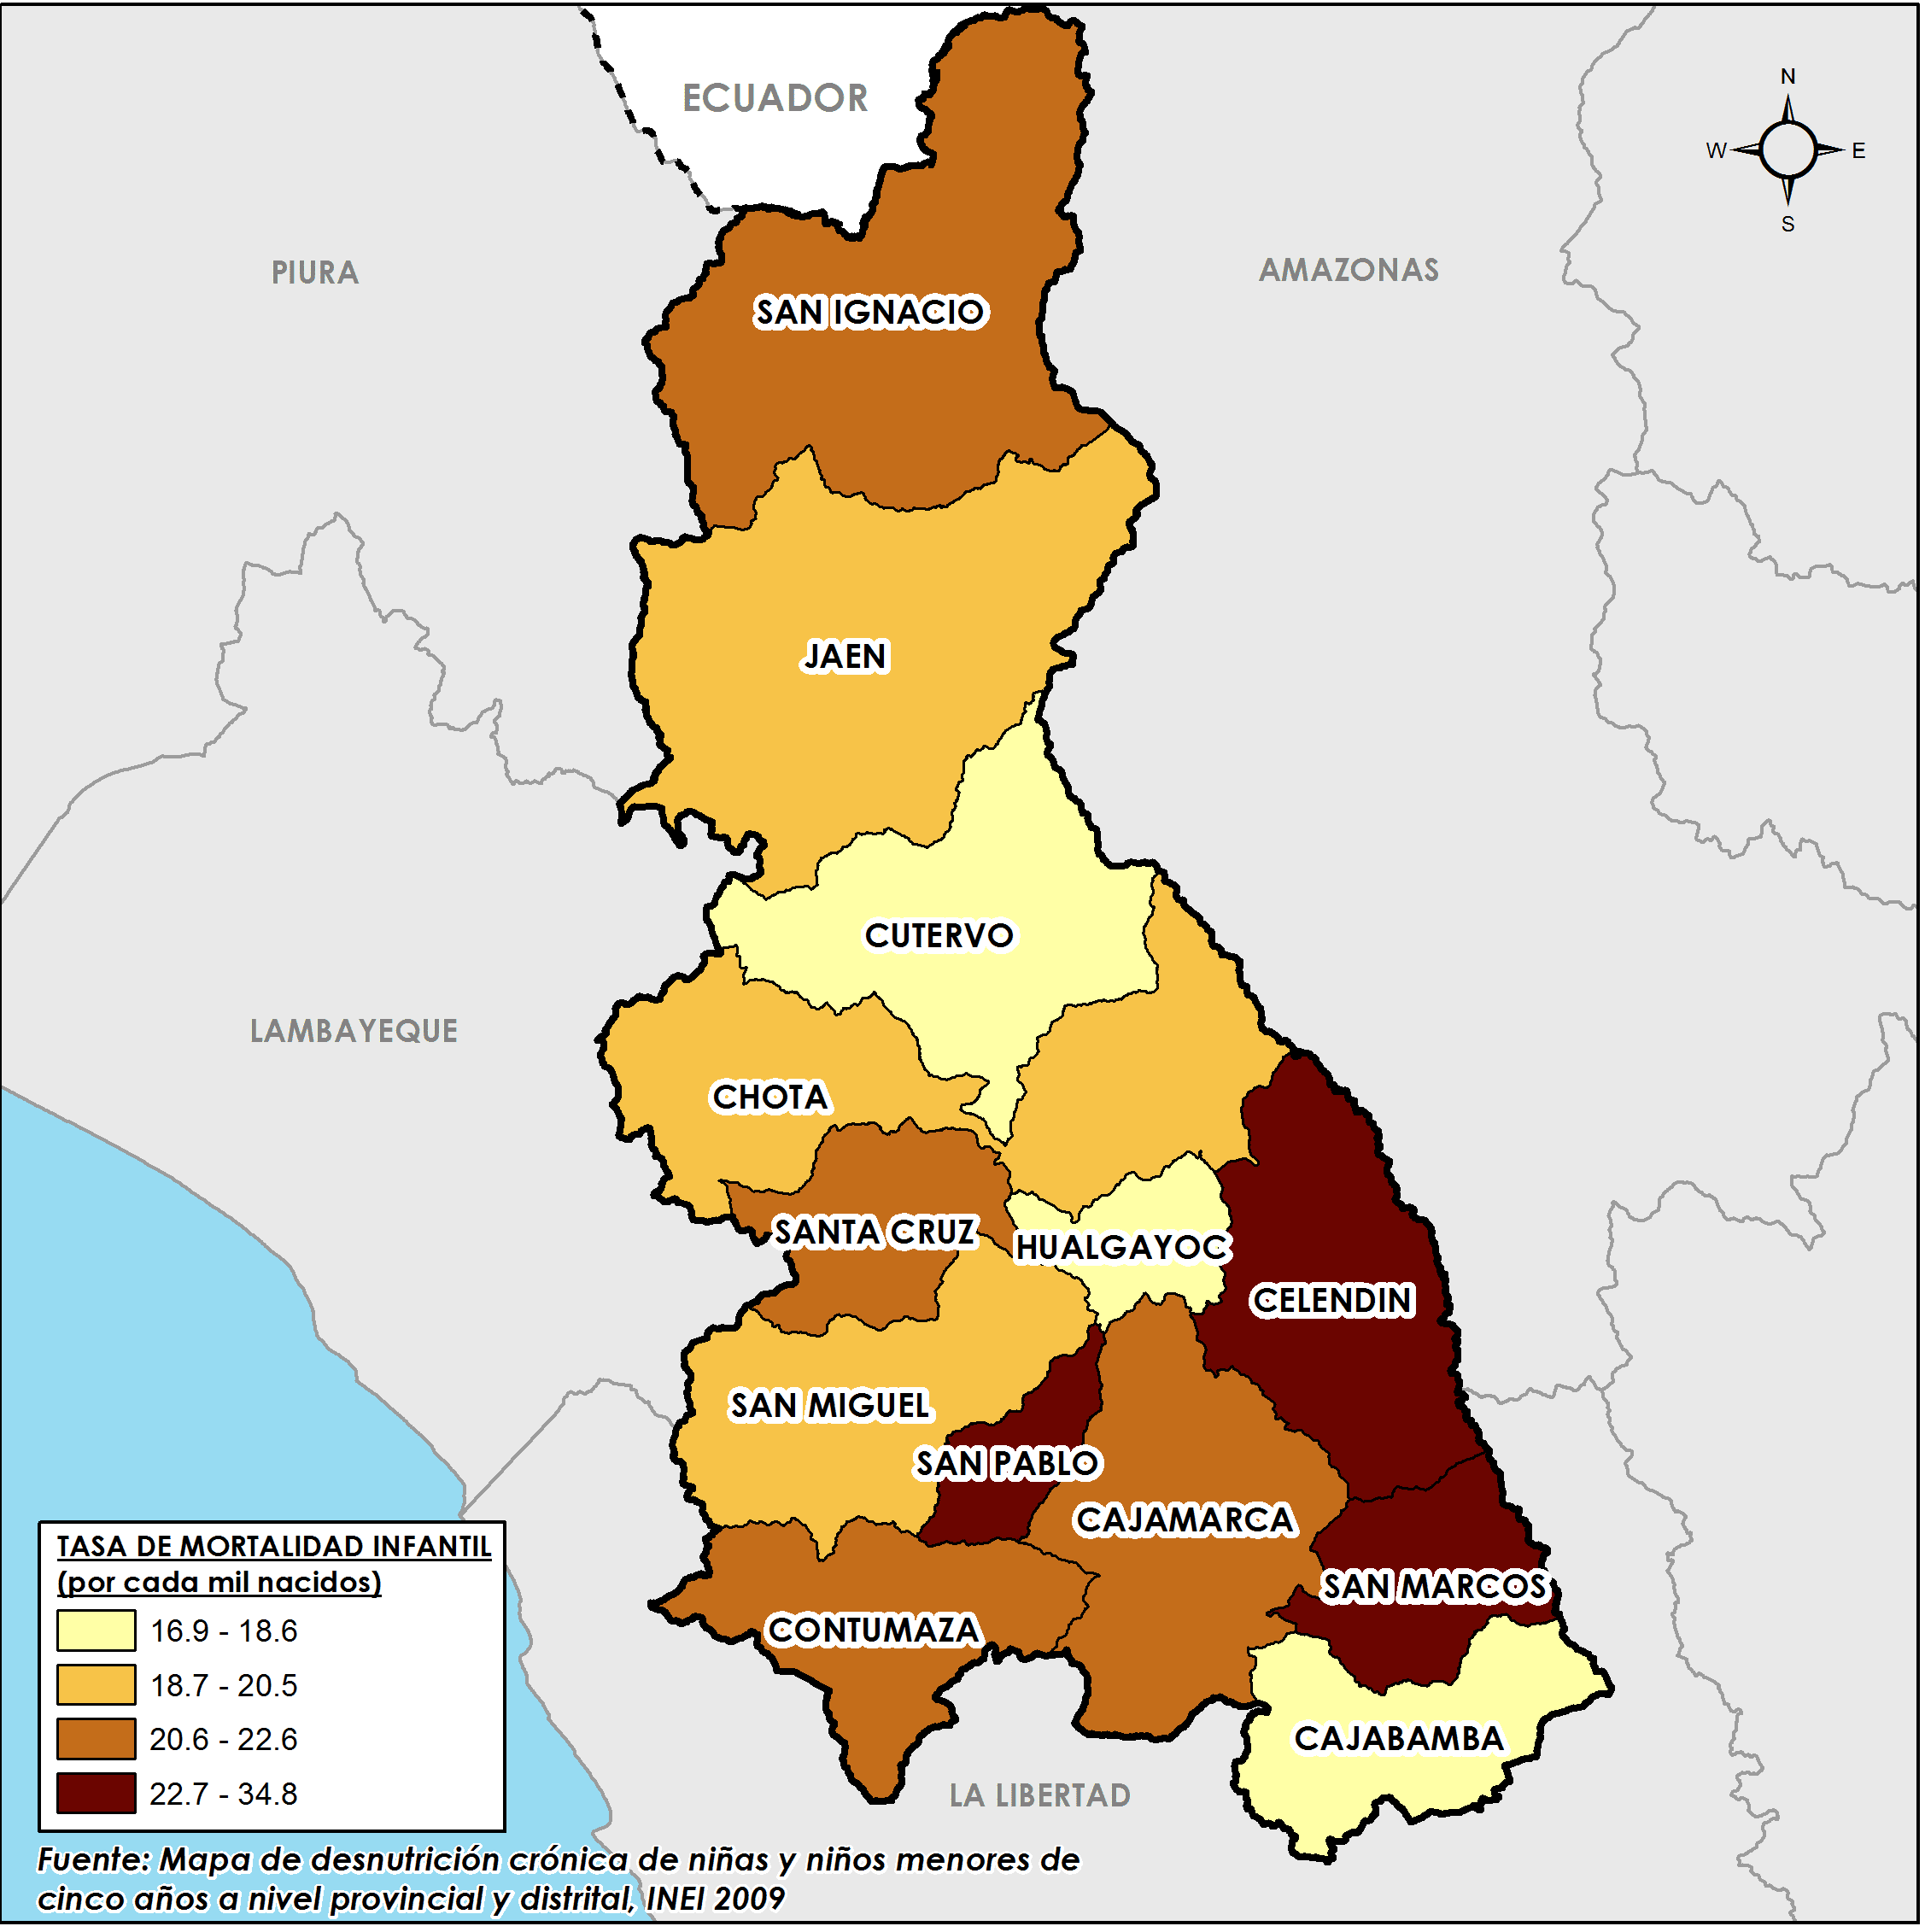 ECUADOR
N
W
E
S
PIURA
AMAZONAS
SAN IGNACIO
JAEN
CUTERVO
LAMBAYEQUE
CHOTA
SANTA CRUZ
HUALGAYOC
CELENDIN
SAN MIGUEL
SAN PABLO
CAJAMARCA
SAN MARCOS
CONTUMAZA
CAJABAMBA
LA LIBERTAD
TASA DE MORTALIDAD INFANTIL
(por cada mil nacidos)
16.9 - 18.6
18.7 - 20.5
20.6 - 22.6
22.7 - 34.8
Fuente: Mapa de desnutrición crónica de niñas y niños menores de
cinco años a nivel provincial y distrital, INEI 2009